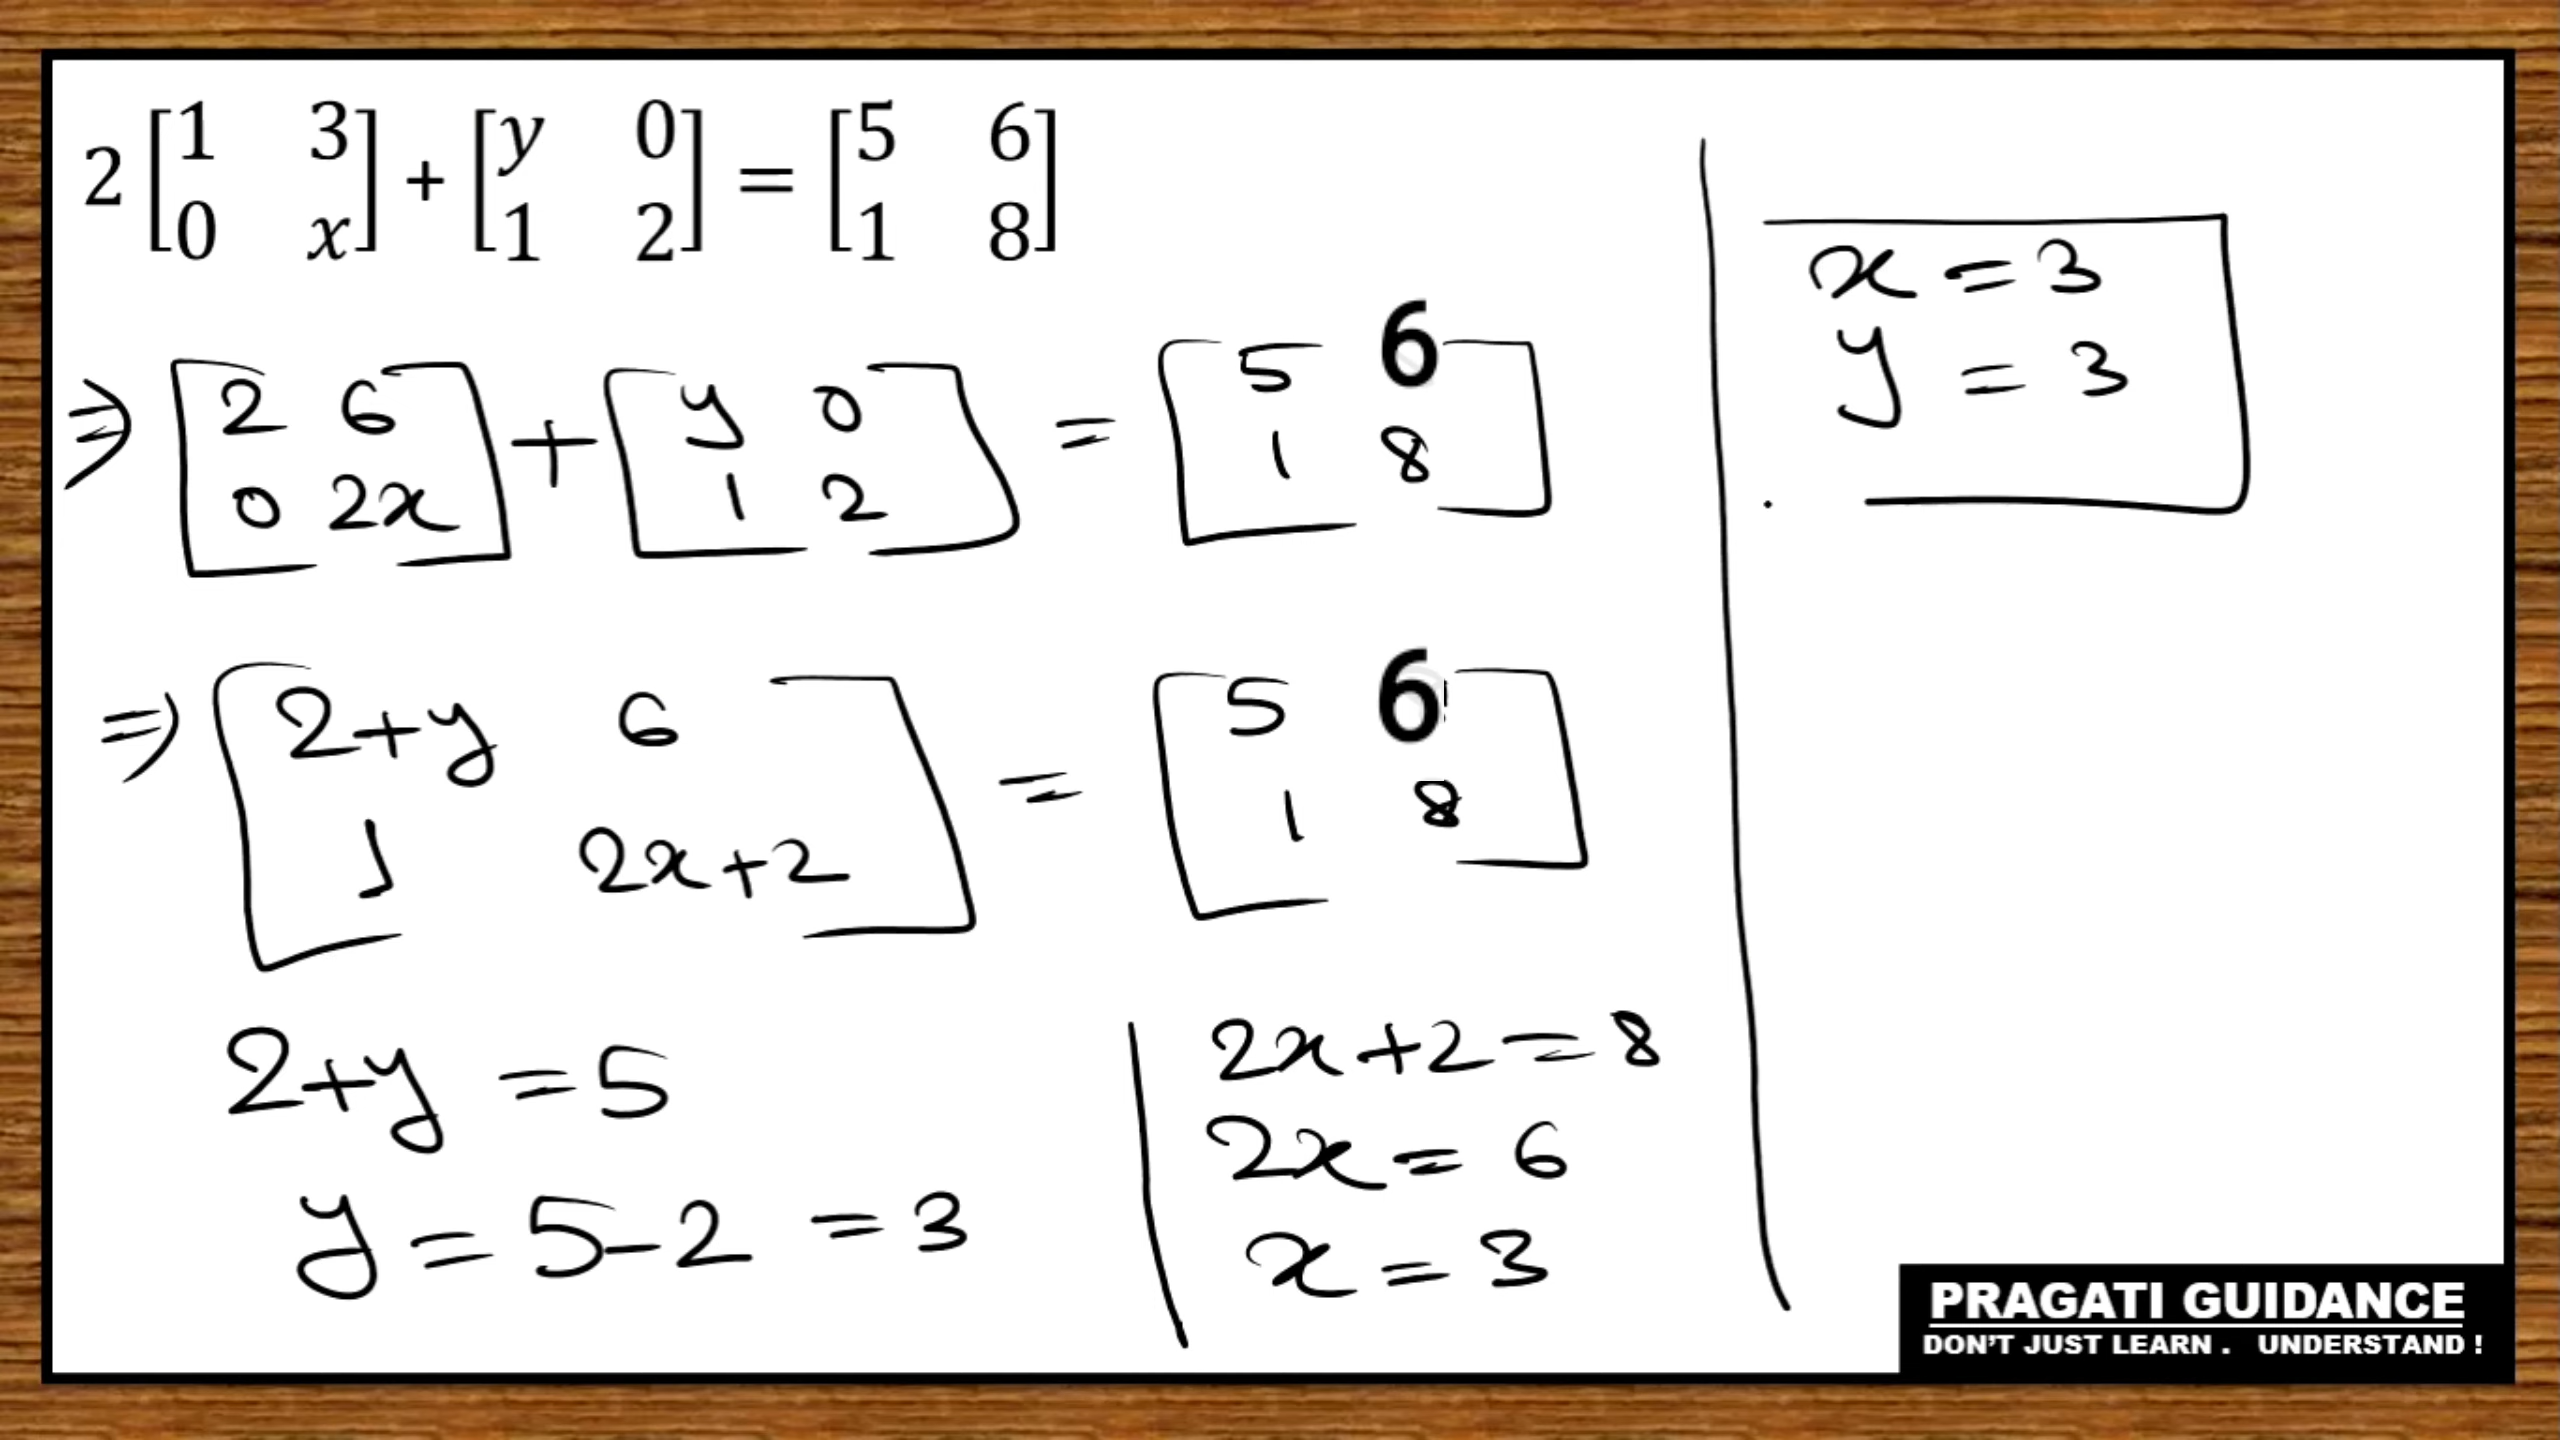 2 [1 3; 0 x] + [y 0; 1 2] = [5 6; 1 8]
⇒ [2 6; 0 2x] + [y 0; 1 2] = [5 6; 1 8]
⇒ [2+y 6; 1 2x+2] = [5 6; 1 8]
2+y = 5
y = 5-2 = 3
2x+2 = 8
2x = 6
x = 3
x = 3
y = 3
PRAGATI GUIDANCE
DON'T JUST LEARN . UNDERSTAND !